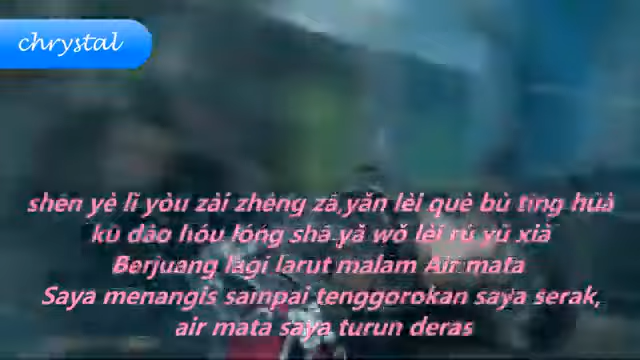 chrystal
shēn yè lǐ yòu zài zhēng zá,yǎn lèi què bù tīng huà
kū dào hóu lóng shā yǎ wǒ lèi rú yǔ xià
Berjuang lagi larut malam Air mata
Saya menangis sampai tenggorokan saya serak,
air mata saya turun deras